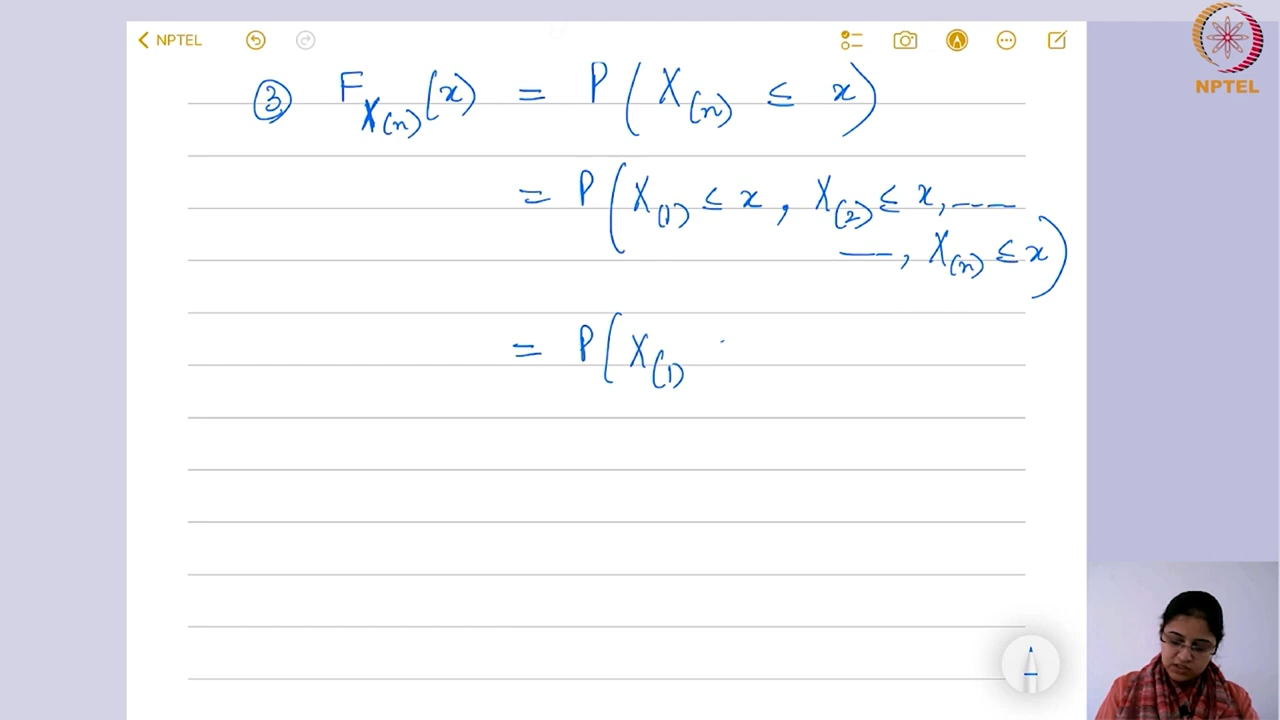 NPTEL
NPTEL
③ F_{X_{(n)}}(x) = P(X_{(n)} ≤ x)
= P(X_{(1)} ≤ x, X_{(2)} ≤ x, ----
---, X_{(n)} ≤ x)
= P(X_{(1)}